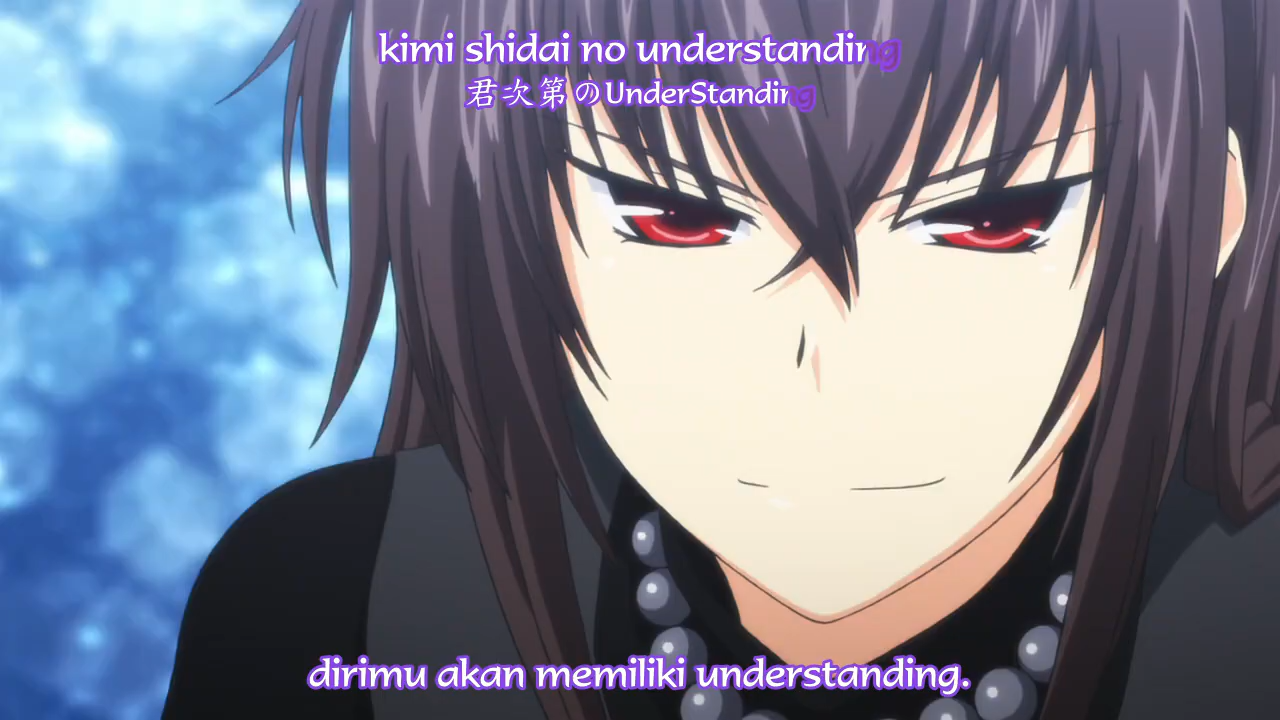 kimi shidai no understanding
君次第のUnderStanding
dirimu akan memiliki understanding.